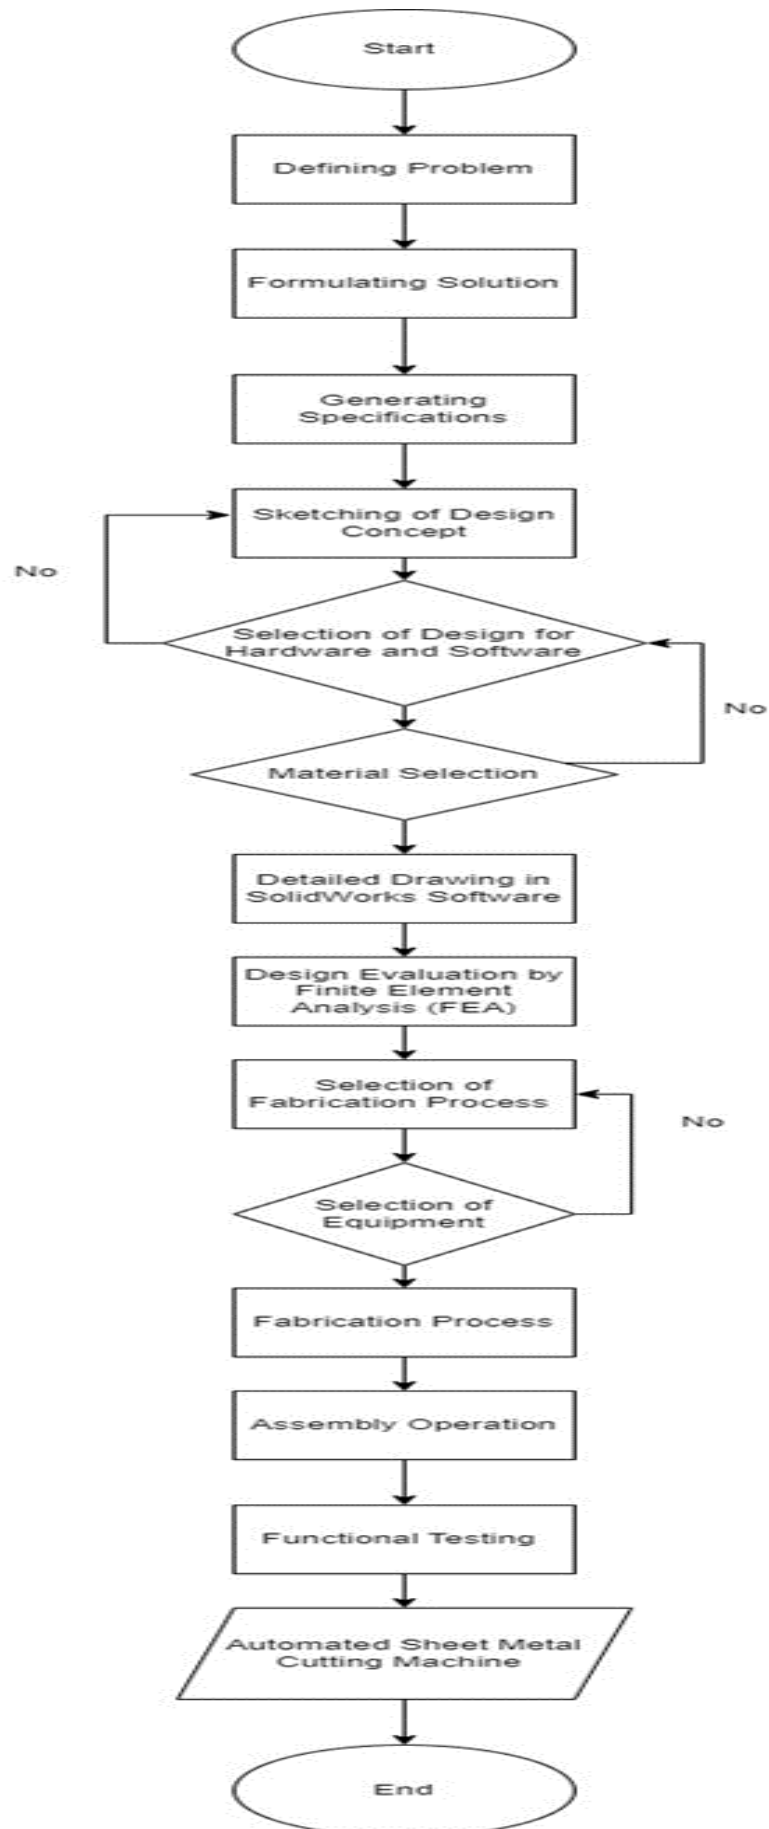 Start
Defining Problem
Formulating Solution
Generating
Specifications
Sketching of Design
Concept
No
Selection of Design for
Hardware and Software
No
Material Selection
Detailed Drawing in
SolidWorks Software
Design Evaluation by
Finite Element
Analysis (FEA)
Selection of
Fabrication Process
No
Selection of
Equipment
Fabrication Process
Assembly Operation
Functional Testing
Automated Sheet Metal
Cutting Machine
End